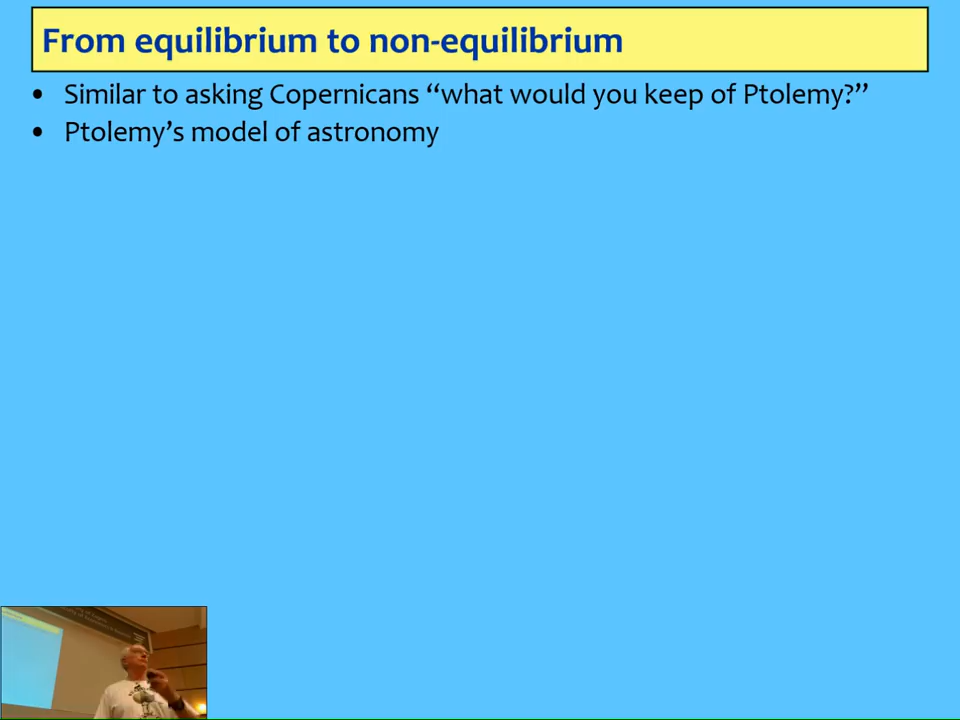 From equilibrium to non-equilibrium
• Similar to asking Copernicans “what would you keep of Ptolemy?”
• Ptolemy’s model of astronomy